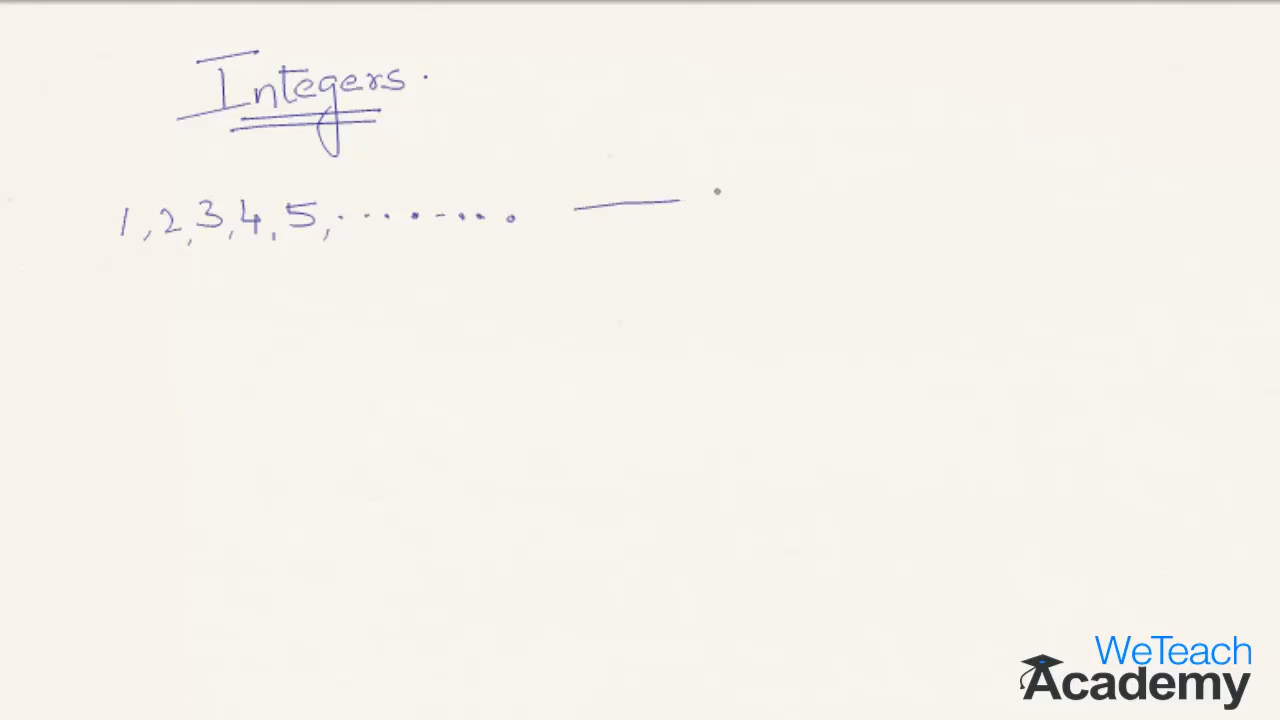 Integers.
1, 2, 3, 4, 5, ......... —
WeTeach
Academy